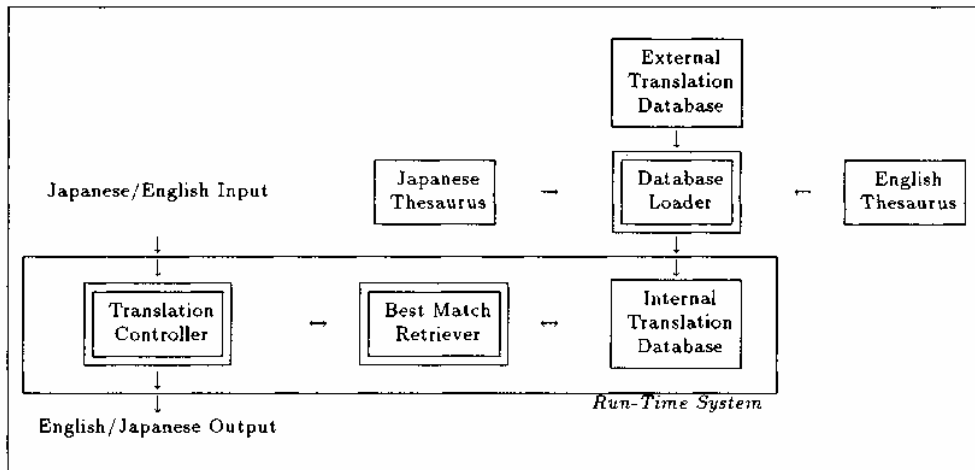 External
Translation
Database
Japanese/English Input
Japanese
Thesaurus
Database
Loader
English
Thesaurus
Translation
Controller
Best Match
Retriever
Internal
Translation
Database
Run-Time System
English/Japanese Output